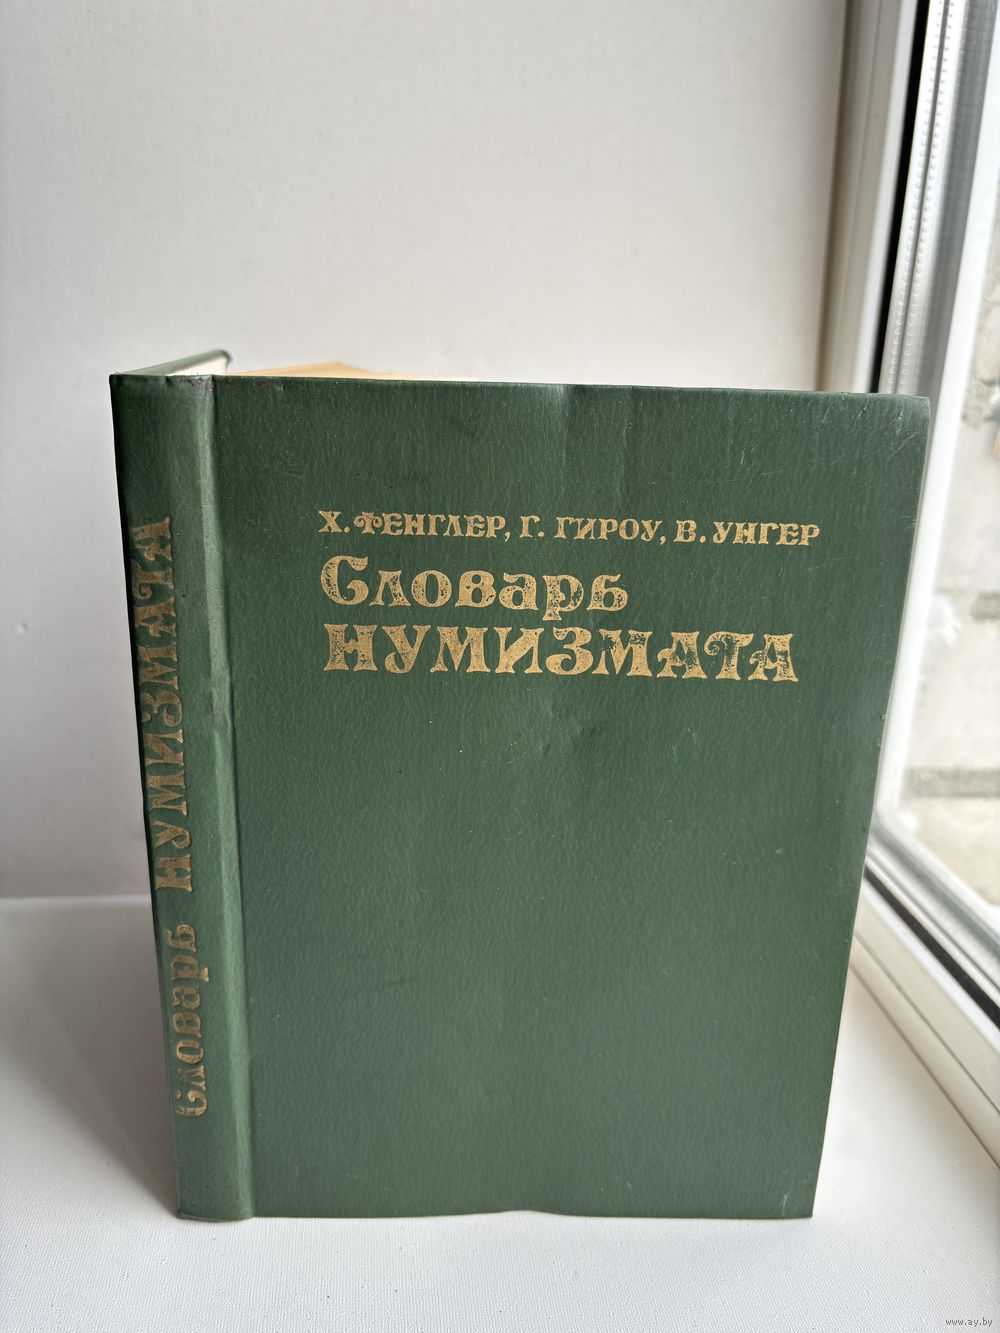 Х. ФЕНГЛЕР, Г. ГИРОУ, В. УНГЕР
Словарь
НУМИЗМАТА
Словарь НУМИЗМАТА
www.ay.by